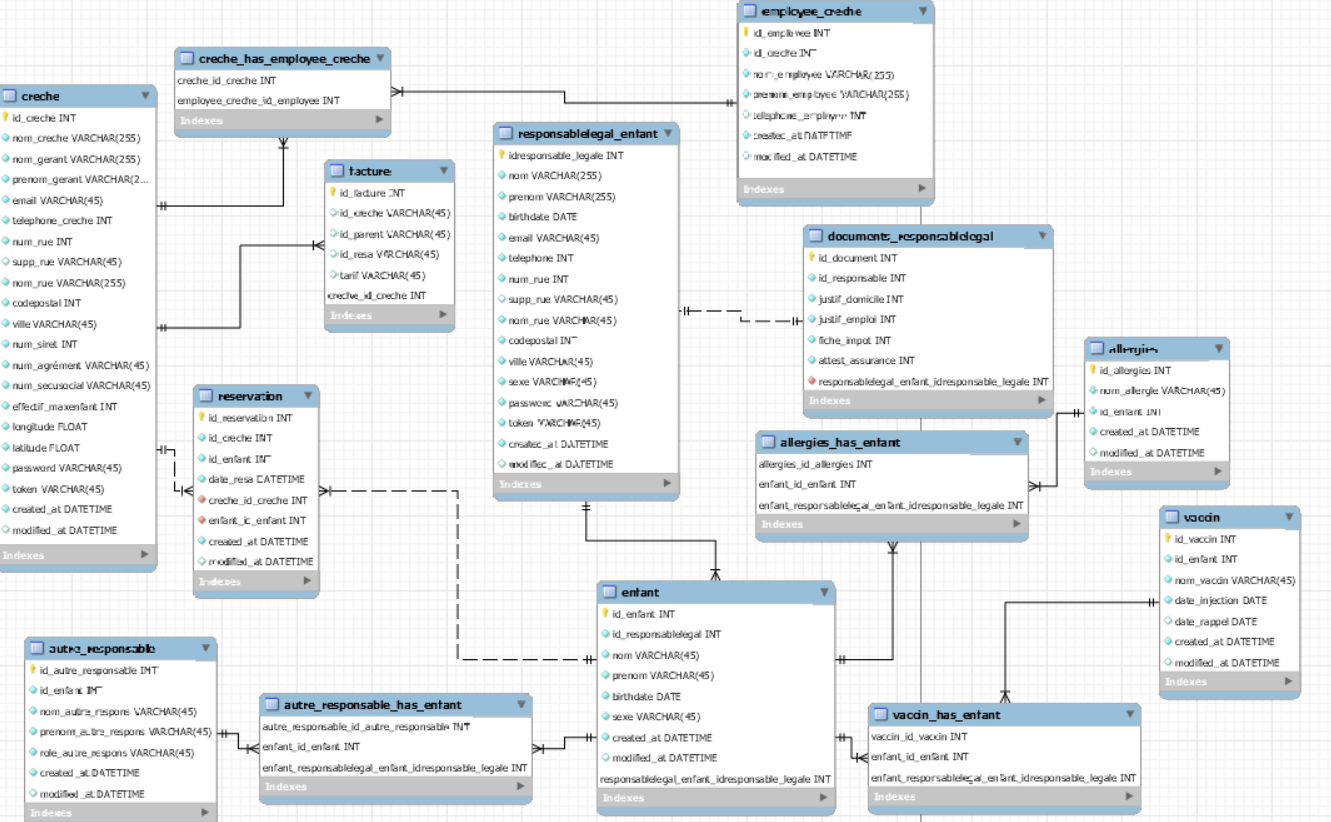 creche
id_creche INT
nom_creche VARCHAR(255)
nom_gerant VARCHAR(255)
prenom_gerant VARCHAR(2...
email VARCHAR(45)
telephone_creche INT
num_rue INT
supp_rue VARCHAR(45)
nom_rue VARCHAR(255)
codepostal INT
ville VARCHAR(45)
num_siret INT
num_agrément VARCHAR(45)
num_secusocial VARCHAR(45)
effectif_maxenfant INT
longitude FLOAT
latitude FLOAT
password VARCHAR(45)
token VARCHAR(45)
created_at DATETIME
modified_at DATETIME
Indexes
creche_has_employee_creche
creche_id_creche INT
employee_creche_id_employee INT
Indexes
facture
id_facture INT
id_creche VARCHAR(45)
id_parent VARCHAR(45)
id_resa VARCHAR(45)
tarif VARCHAR(45)
creche_id_creche INT
Indexes
reservation
id_reservation INT
id_creche INT
id_enfant INT
date_resa DATETIME
creche_id_creche INT
enfant_id_enfant INT
created_at DATETIME
modified_at DATETIME
Indexes
responsablelegal_enfant
idresponsable_legale INT
nom VARCHAR(255)
prenom VARCHAR(255)
birthdate DATE
email VARCHAR(45)
telephone INT
num_rue INT
supp_rue VARCHAR(45)
nom_rue VARCHAR(45)
codepostal INT
ville VARCHAR(45)
sexe VARCHAR(45)
password VARCHAR(45)
token VARCHAR(45)
created_at DATETIME
modified_at DATETIME
Indexes
employee_creche
id_employee INT
id_creche INT
nom_employee VARCHAR(255)
prenom_employee VARCHAR(255)
telephone_employee INT
created_at DATETIME
modified_at DATETIME
Indexes
documents_responsablelegal
id_document INT
id_responsable INT
justif_domicile INT
justif_emploi INT
fiche_impot INT
attest_assurance INT
responsablelegal_enfant_idresponsable_legale INT
Indexes
allergies
id_allergies INT
nom_allergie VARCHAR(45)
id_enfant INT
created_at DATETIME
modified_at DATETIME
Indexes
allergies_has_enfant
allergies_id_allergies INT
enfant_id_enfant INT
enfant_responsablelegal_enfant_idresponsable_legale INT
Indexes
vaccin
id_vaccin INT
id_enfant INT
nom_vaccin VARCHAR(45)
date_injection DATE
date_rappel DATE
created_at DATETIME
modified_at DATETIME
Indexes
enfant
id_enfant INT
id_responsablelegal INT
nom VARCHAR(45)
prenom VARCHAR(45)
birthdate DATE
sexe VARCHAR(45)
created_at DATETIME
modified_at DATETIME
responsablelegal_enfant_idresponsable_legale INT
Indexes
autre_responsable
id_autre_responsable INT
id_enfant INT
nom_autre_respons VARCHAR(45)
prenom_autre_respons VARCHAR(45)
role_autre_respons VARCHAR(45)
created_at DATETIME
modified_at DATETIME
Indexes
autre_responsable_has_enfant
autre_responsable_id_autre_responsable INT
enfant_id_enfant INT
enfant_responsablelegal_enfant_idresponsable_legale INT
Indexes
vaccin_has_enfant
vaccin_id_vaccin INT
enfant_id_enfant INT
enfant_responsablelegal_enfant_idresponsable_legale INT
Indexes